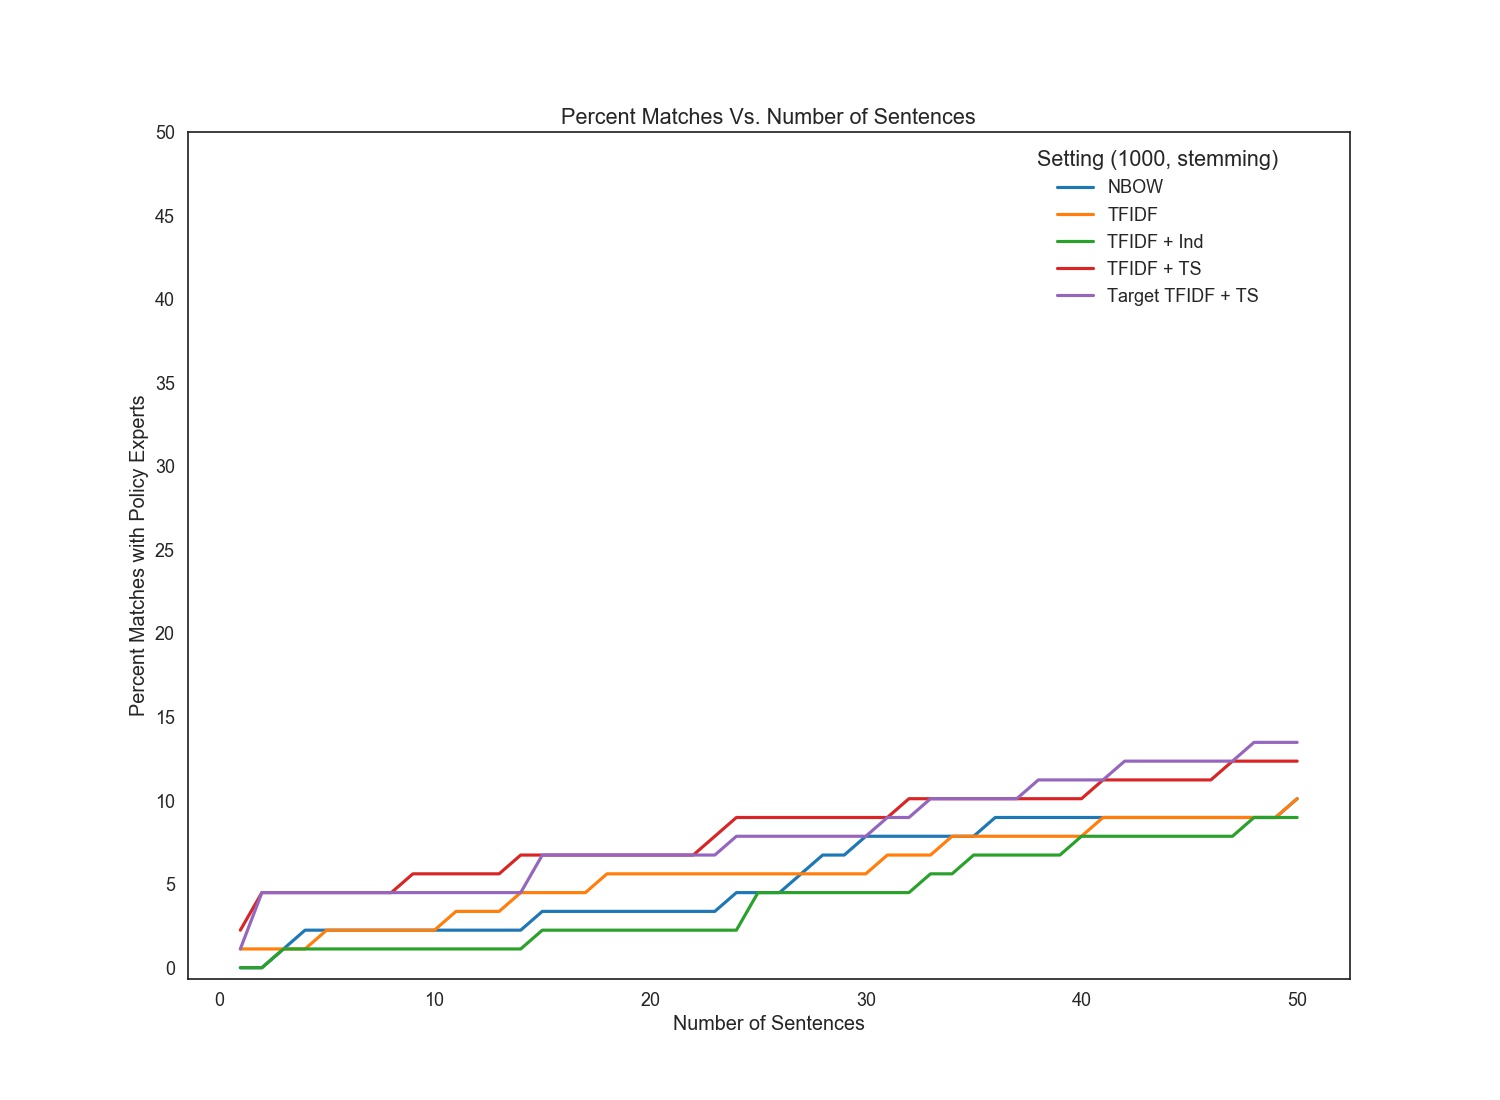 Percent Matches Vs. Number of Sentences
Setting (1000, stemming)
NBOW
TFIDF
TFIDF + Ind
TFIDF + TS
Target TFIDF + TS
Percent Matches with Policy Experts
50
45
40
35
30
25
20
15
10
5
0
0 10 20 30 40 50
Number of Sentences